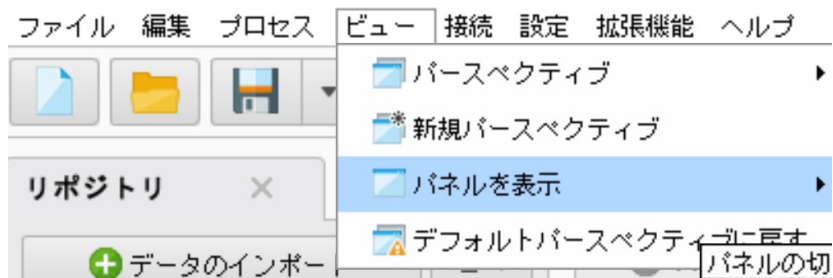 ファイル 編集 プロセス ビュー 接続 設定 拡張機能 ヘルプ
パースペクティブ
新規パースペクティブ
リポジトリ
パネルを表示
デフォルトパースペクティブに戻す
データのインポー
パネルの切